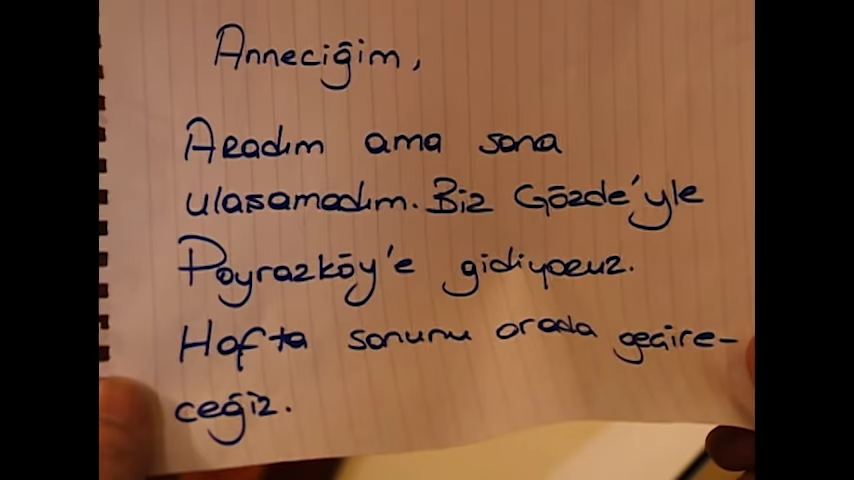 Anneciğim,
Aradım ama sana
ulaşamadım. Biz Gözde'yle
Poyrazköy'e gidiyoruz.
Hafta sonunu orada geçire-
ceğiz.